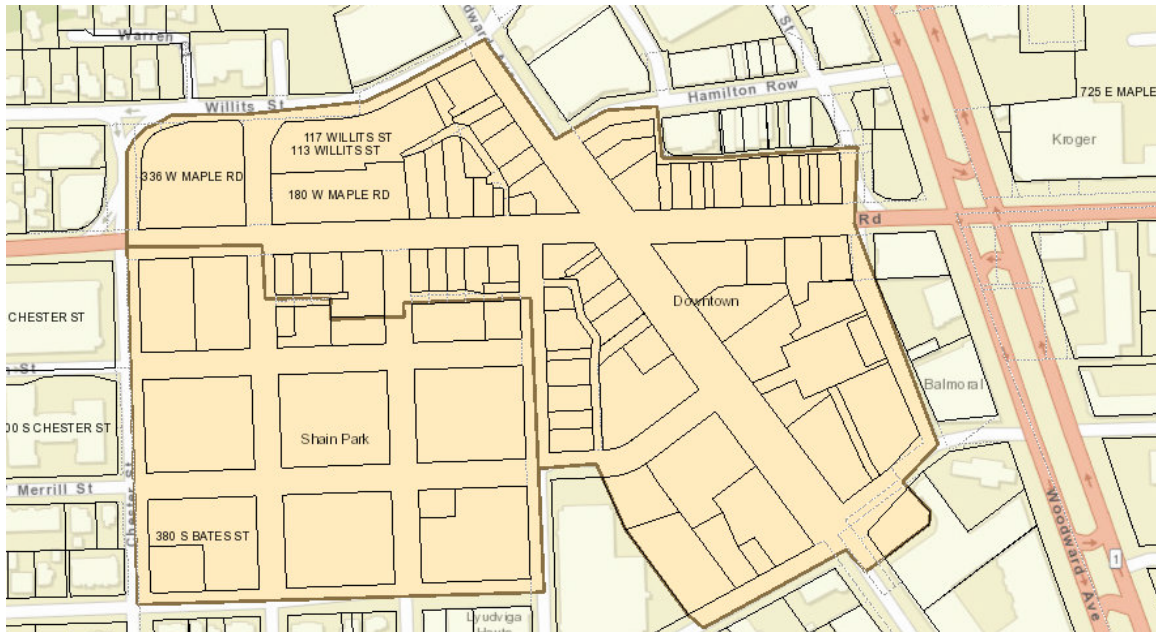 Warren
Willits St
Hamilton Row
St
725 E MAPLE
Kroger
117 WILLITS ST
113 WILLITS ST
336 W MAPLE RD
180 W MAPLE RD
Rd
Downtown
CHESTER ST
Balmoral
Shain Park
00 S CHESTER ST
Merrill St
Chester St
380 S BATES ST
Woodward Ave
1
Lyudviga